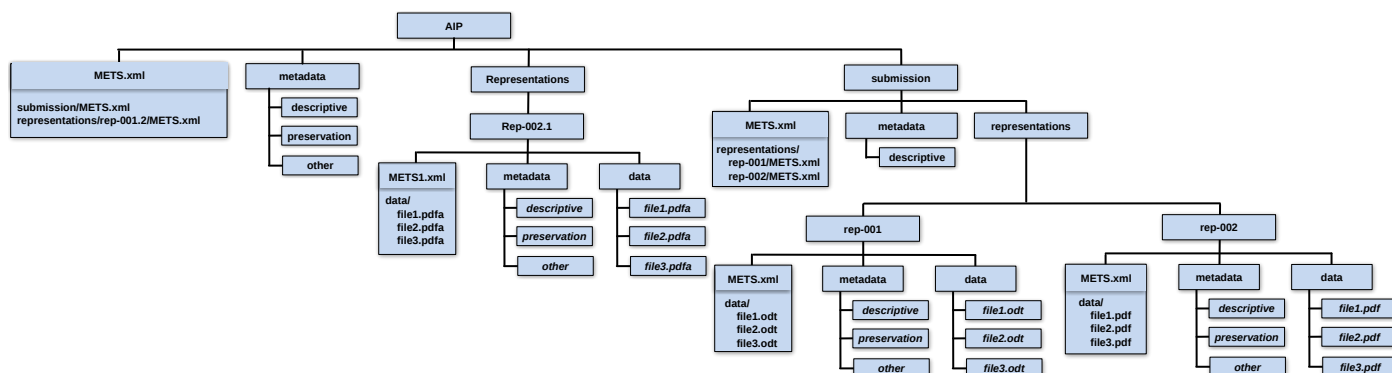 AIP
METS.xml
submission/METS.xml
representations/rep-001.2/METS.xml
metadata
descriptive
preservation
other
Representations
Rep-002.1
METS1.xml
data/
file1.pdfa
file2.pdfa
file3.pdfa
metadata
descriptive
preservation
other
data
file1.pdfa
file2.pdfa
file3.pdfa
submission
METS.xml
representations/
rep-001/METS.xml
rep-002/METS.xml
metadata
descriptive
representations
rep-001
METS.xml
data/
file1.odt
file2.odt
file3.odt
metadata
descriptive
preservation
other
data
file1.odt
file2.odt
file3.odt
rep-002
METS.xml
data/
file1.pdf
file2.pdf
file3.pdf
metadata
descriptive
preservation
other
data
file1.pdf
file2.pdf
file3.pdf